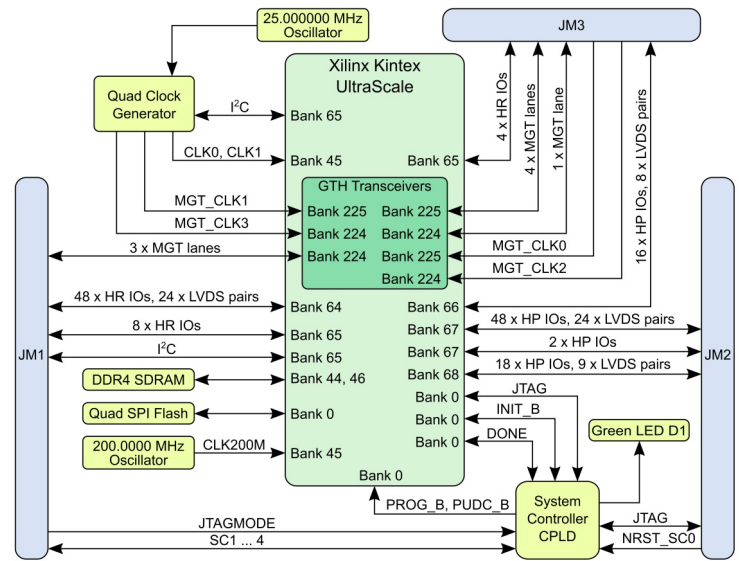 25.000000 MHz
Oscillator
JM3
Xilinx Kintex
UltraScale
Quad Clock
Generator
I²C
Bank 65
4 x HR IOs
4 x MGT lanes
1 x MGT lane
16 x HP IOs, 8 x LVDS pairs
CLK0, CLK1
Bank 45
Bank 65
GTH Transceivers
MGT_CLK1
Bank 225
Bank 225
MGT_CLK3
Bank 224
Bank 224
3 x MGT lanes
Bank 224
Bank 225
MGT_CLK0
Bank 224
MGT_CLK2
48 x HR IOs, 24 x LVDS pairs
Bank 64
Bank 66
8 x HR IOs
Bank 65
Bank 67
48 x HP IOs, 24 x LVDS pairs
JM1
I²C
Bank 65
Bank 67
2 x HP IOs
JM2
DDR4 SDRAM
Bank 44, 46
Bank 68
18 x HP IOs, 9 x LVDS pairs
Bank 0
JTAG
Quad SPI Flash
Bank 0
Bank 0
INIT_B
200.0000 MHz
Oscillator
CLK200M
Bank 45
Bank 0
DONE
Green LED D1
Bank 0
PROG_B, PUDC_B
System
Controller
CPLD
JTAGMODE
SC1 ... 4
JTAG
NRST_SC0